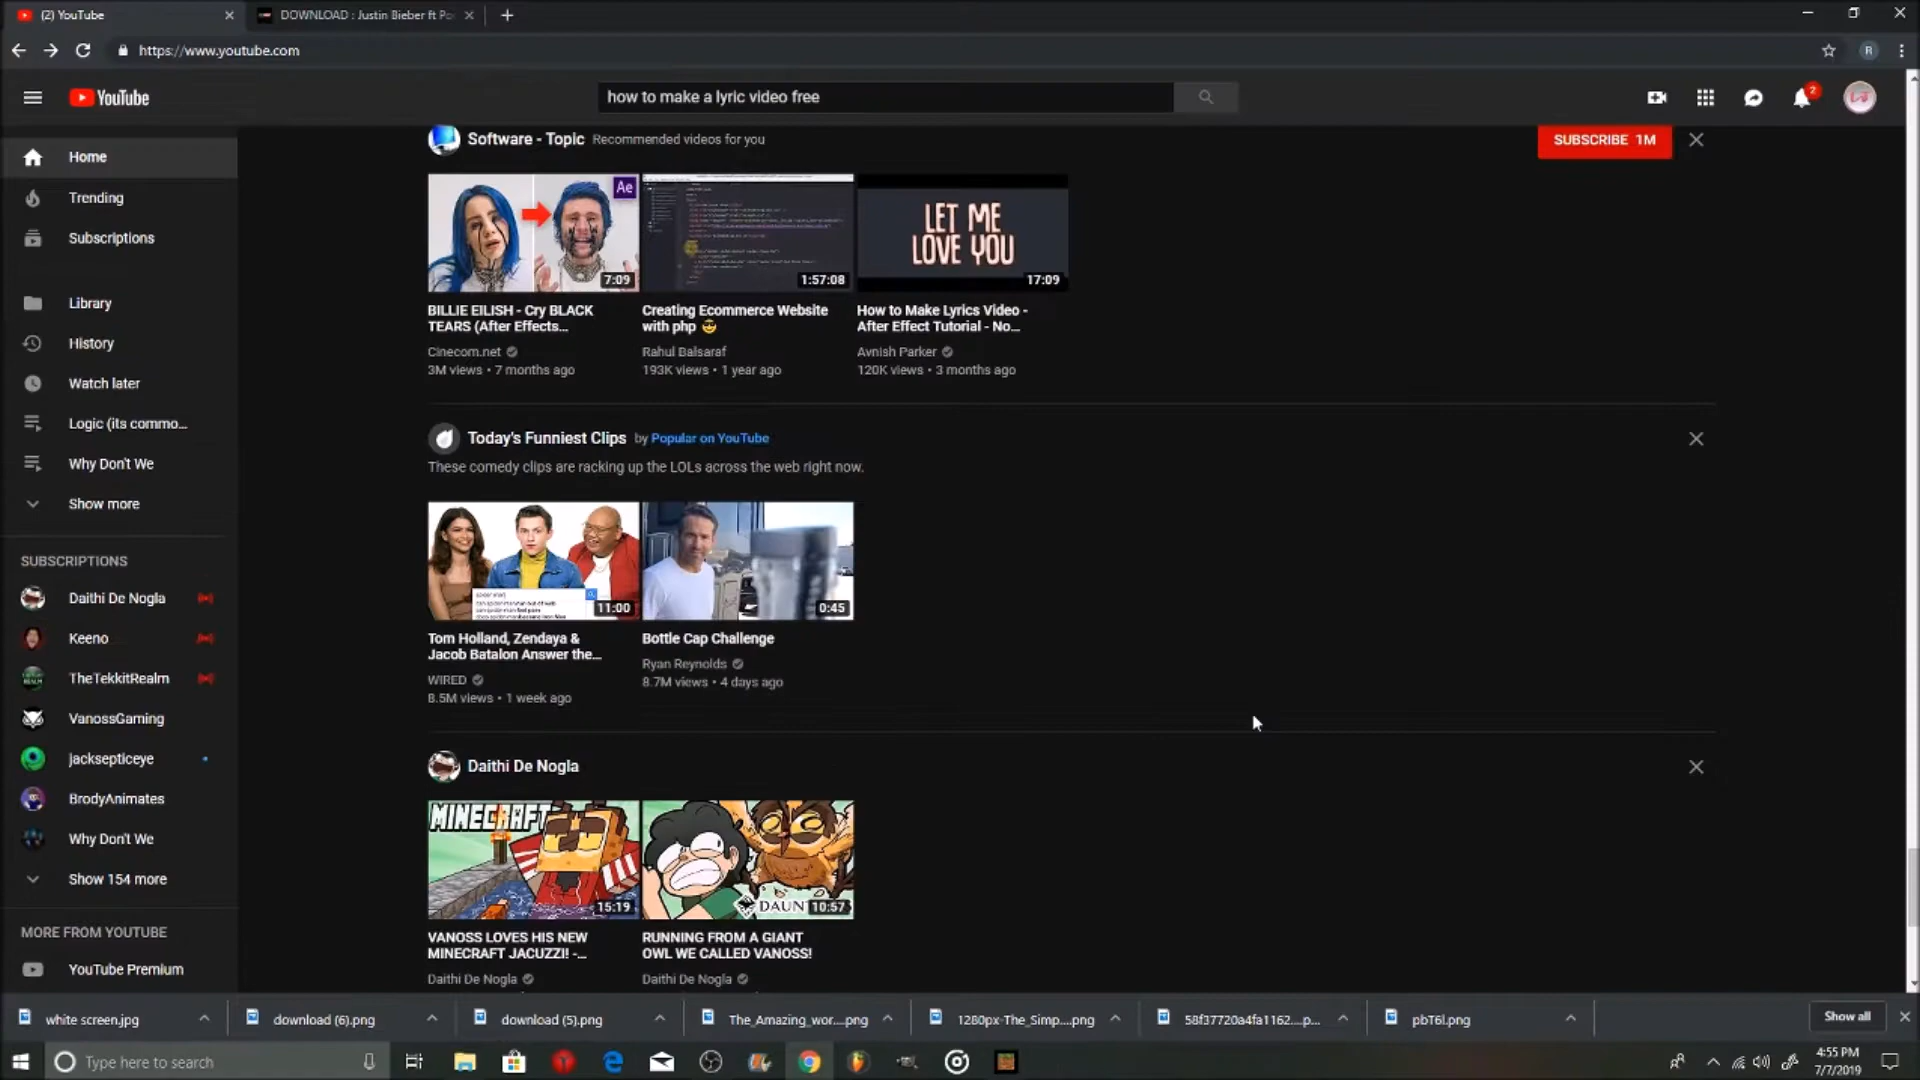 (2) YouTube
DOWNLOAD : Justin Bieber ft Po
https://www.youtube.com
R
YouTube
how to make a lyric video free
2
Home
Trending
Subscriptions
Library
History
Watch later
Logic (its commo...
Why Don't We
Show more
SUBSCRIPTIONS
Daithi De Nogla
Keeno
TheTekkitRealm
VanossGaming
jacksepticeye
BrodyAnimates
Why Don't We
Show 154 more
MORE FROM YOUTUBE
YouTube Premium
Software - Topic Recommended videos for you
SUBSCRIBE 1M
Ae
7:09
1:57:08
LET ME
LOVE YOU
17:09
BILLIE EILISH - Cry BLACK
TEARS (After Effects...
Cinecom.net
3M views • 7 months ago
Creating Ecommerce Website
with php 😎
Rahul Balsaraf
193K views • 1 year ago
How to Make Lyrics Video -
After Effect Tutorial - No...
Avnish Parker
120K views • 3 months ago
Today's Funniest Clips by Popular on YouTube
These comedy clips are racking up the LOLs across the web right now.
11:00
0:45
Tom Holland, Zendaya &
Jacob Batalon Answer the...
WIRED
8.5M views • 1 week ago
Bottle Cap Challenge
Ryan Reynolds
8.7M views • 4 days ago
Daithi De Nogla
MINECRAFT
15:19
DAUN
10:57
VANOSS LOVES HIS NEW
MINECRAFT JACUZZI! -...
Daithi De Nogla
RUNNING FROM A GIANT
OWL WE CALLED VANOSS!
Daithi De Nogla
white screen.jpg
download (6).png
download (5).png
The_Amazing_wor....png
1280px-The_Simp....png
58f37720a4fa1162....p...
pbT6l.png
Show all
Type here to search
4:55 PM
7/7/2019